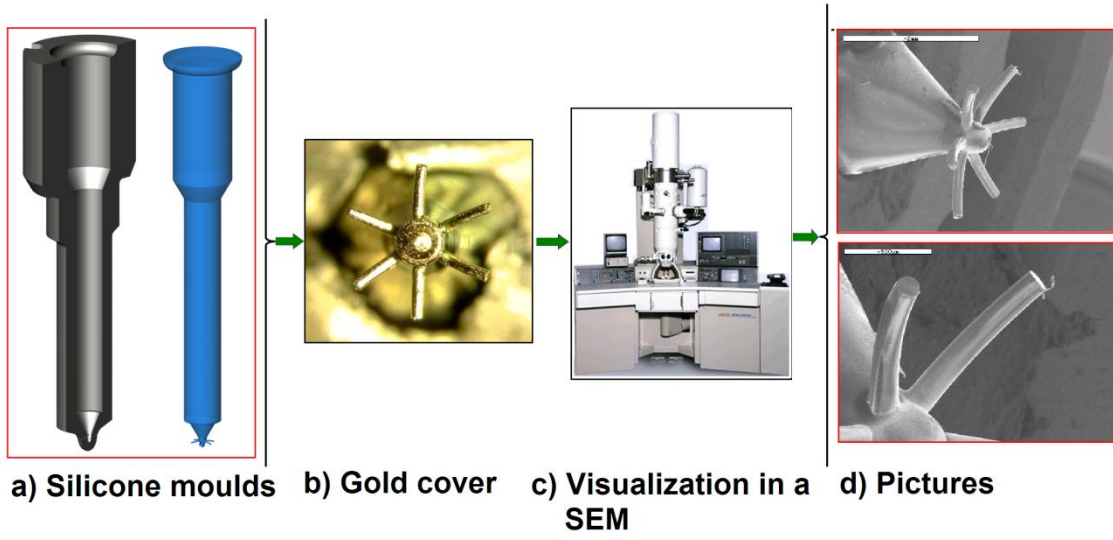 a) Silicone moulds
b) Gold cover
c) Visualization in a
SEM
d) Pictures